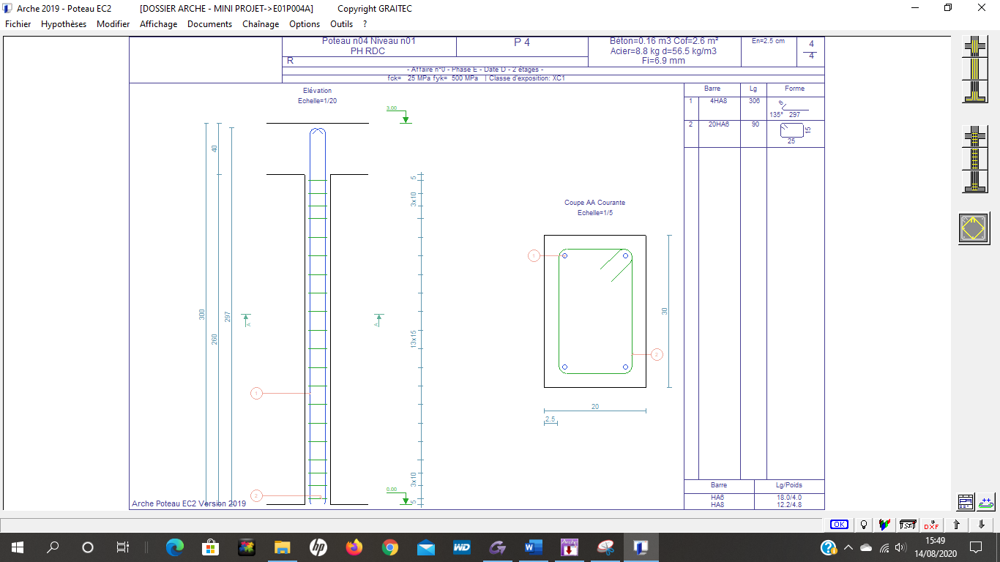 Arche 2019 - Poteau EC2 [DOSSIER ARCHE - MINI PROJET->E01P004A] Copyright GRAITEC
Fichier Hypothèses Modifier Affichage Documents Chaînage Options Outils ?
Poteau n04 Niveau n01
PH RDC
P 4
Béton=0.16 m3 Cof=2.6 m²
Acier=8.8 kg d=56.5 kg/m3
Fi=6.9 mm
En=2.5 cm
4
4
R
- Affaire n°0 - Phase E - Date D - 2 étages -
fck= 25 MPa fyk= 500 MPa | Classe d'exposition: XC1
Elévation
Echelle=1/20
Barre Lg Forme
1 4HA8 306
8
135° 297
2 20HA6 90
15
25
3.00
40
300
260
297
A
A
5
3x10
13x15
3x10
5
0.00
1
2
Coupe AA Courante
Echelle=1/5
1
2
30
20
2.5
Barre Lg/Poids
HA6 18.0/4.0
HA8 12.2/4.8
Arche Poteau EC2 Version 2019
OK
DXF
hp
WD
W
Arche
15:49
14/08/2020